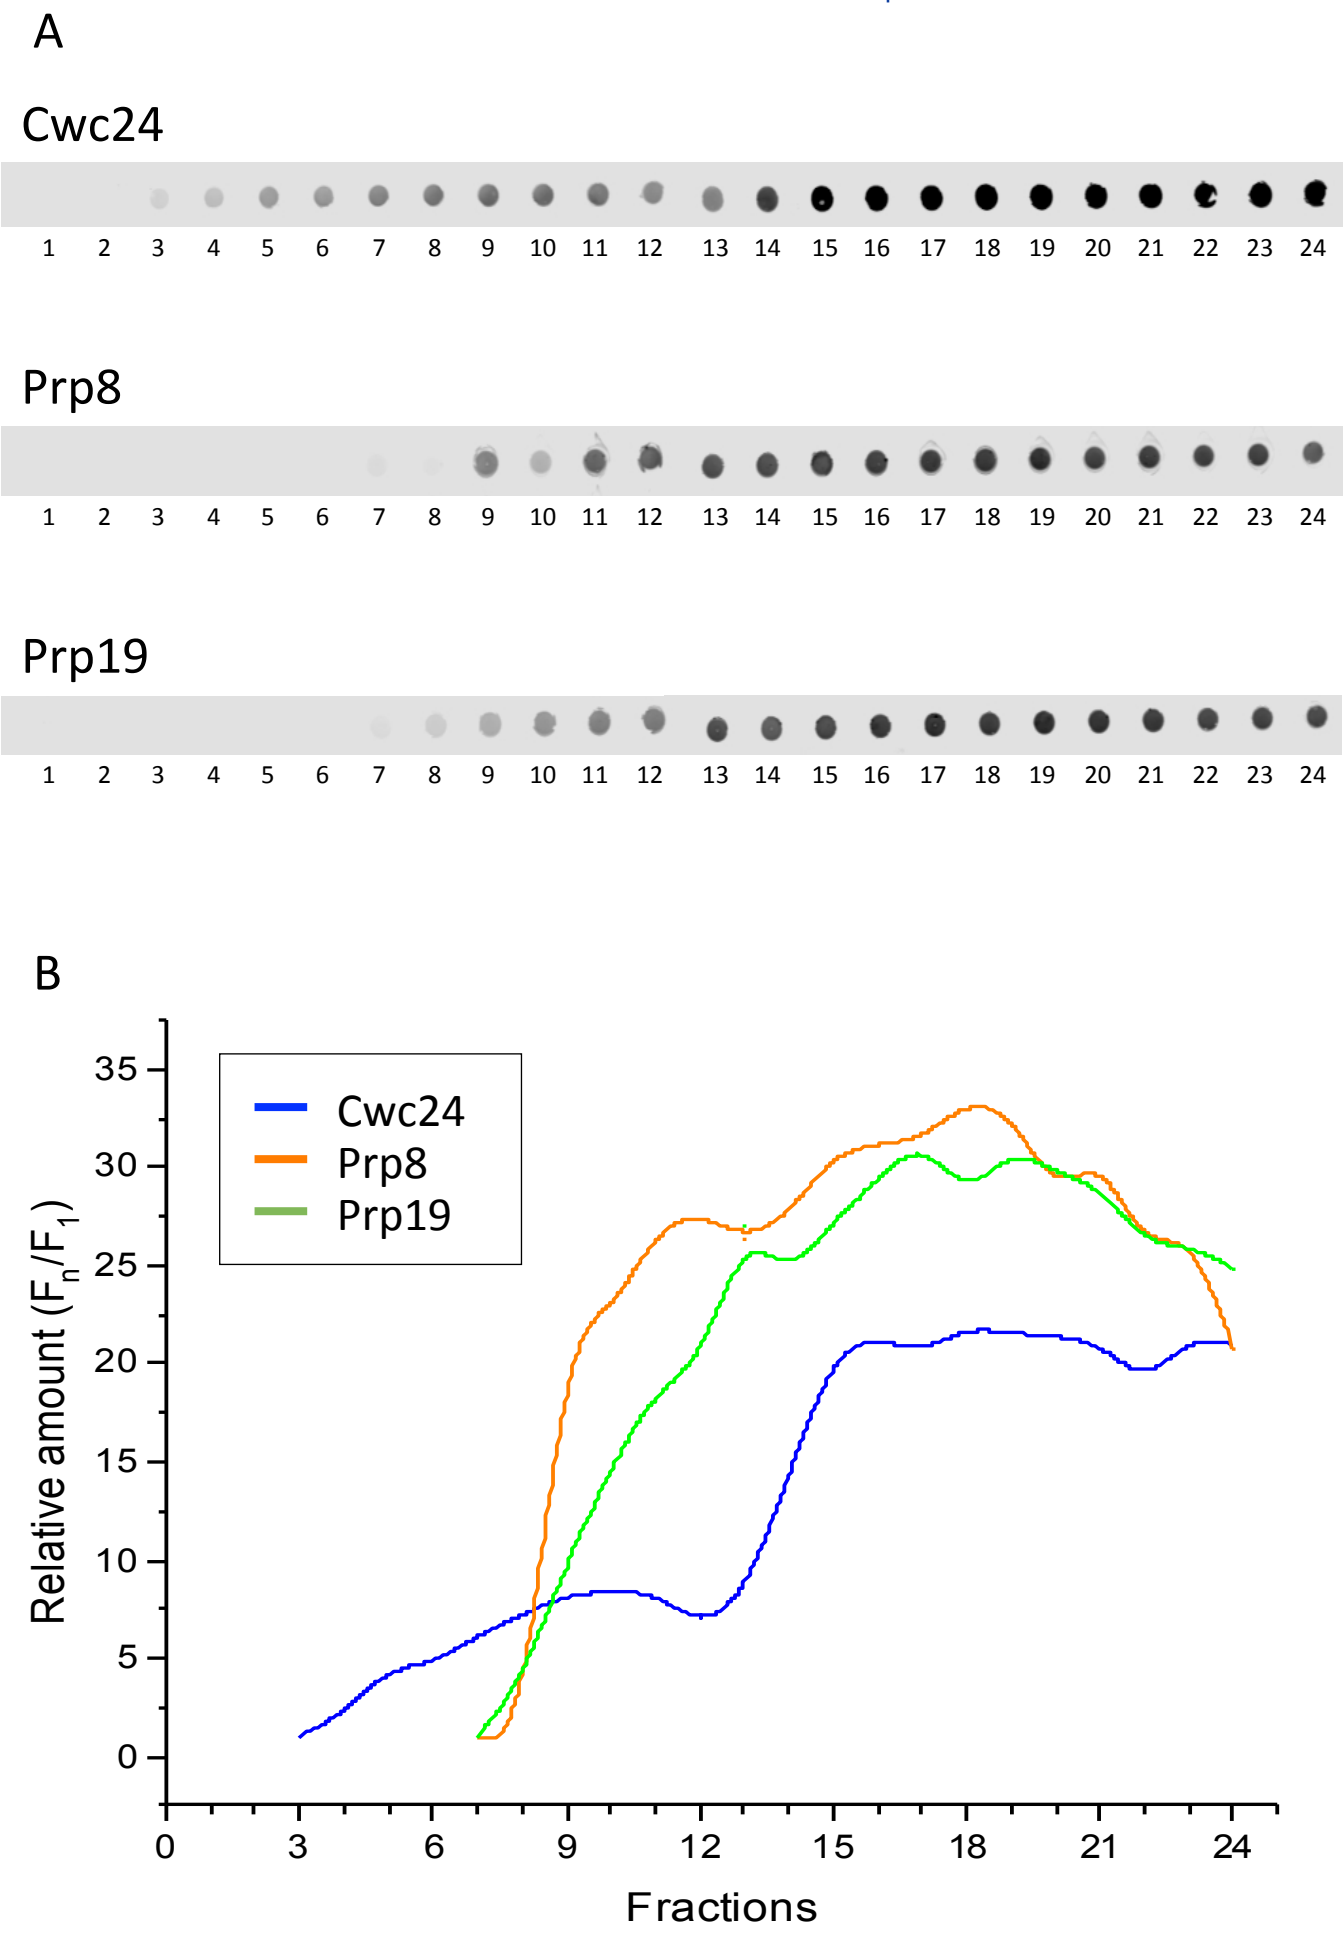 A
Cwc24
1 2 3 4 5 6 7 8 9 10 11 12 13 14 15 16 17 18 19 20 21 22 23 24
Prp8
1 2 3 4 5 6 7 8 9 10 11 12 13 14 15 16 17 18 19 20 21 22 23 24
Prp19
1 2 3 4 5 6 7 8 9 10 11 12 13 14 15 16 17 18 19 20 21 22 23 24
B
Relative amount (Fn/F1)
35
30
25
20
15
10
5
0
Cwc24
Prp8
Prp19
0 3 6 9 12 15 18 21 24
Fractions